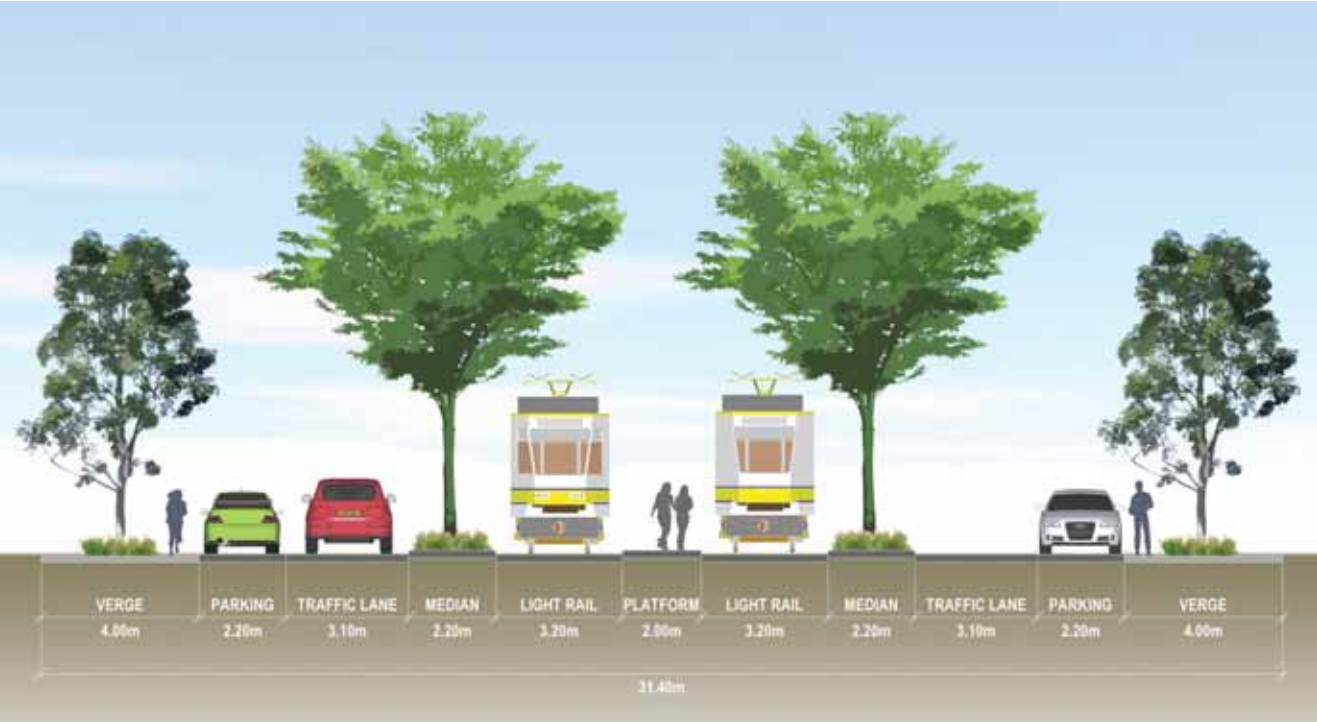 VERGE PARKING TRAFFIC LANE MEDIAN LIGHT RAIL PLATFORM LIGHT RAIL MEDIAN TRAFFIC LANE PARKING VERGE
4.00m 2.20m 3.10m 2.20m 3.20m 2.00m 3.20m 2.20m 3.10m 2.20m 4.00m
31.40m